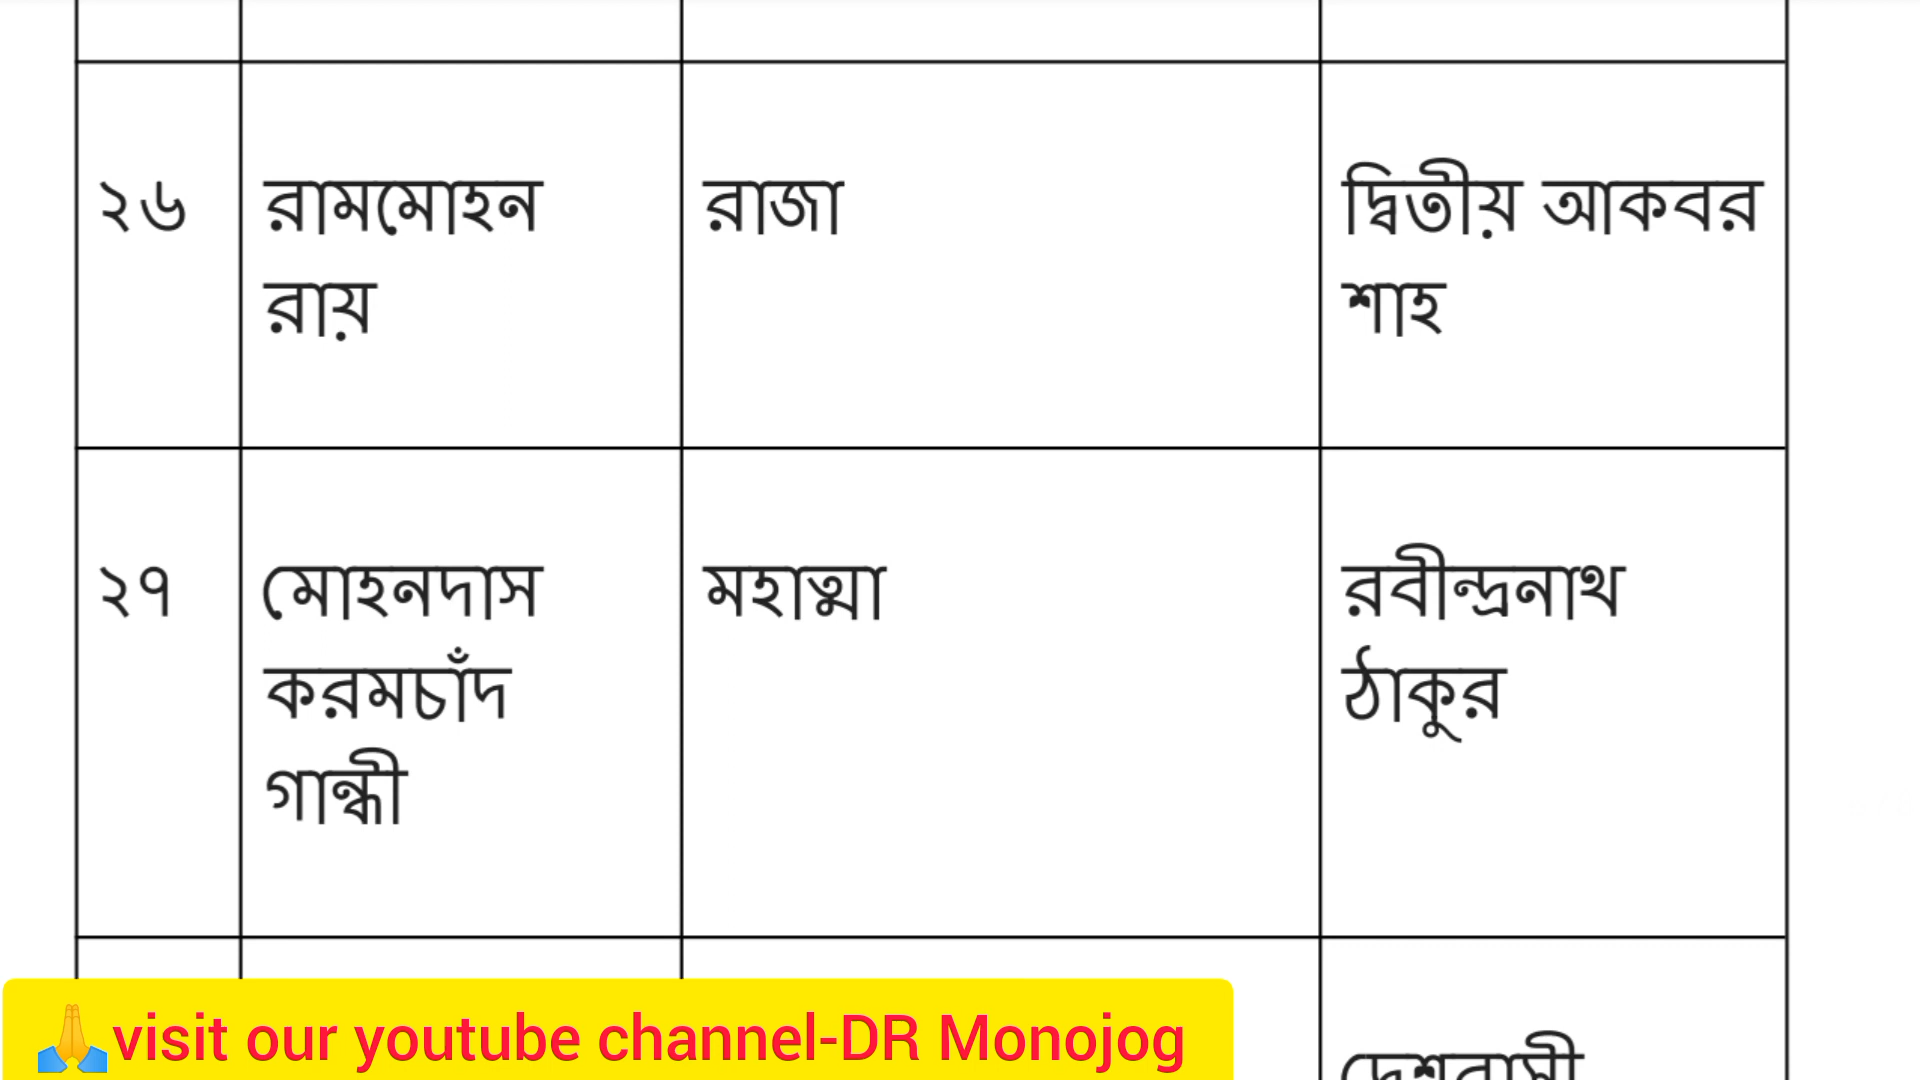 ২৬
রামমোহন
রায়
রাজা
দ্বিতীয় আকবর
শাহ
২৭
মোহনদাস
করমচাঁদ
গান্ধী
মহাত্মা
রবীন্দ্রনাথ
ঠাকুর
🙏visit our youtube channel-DR Monojog